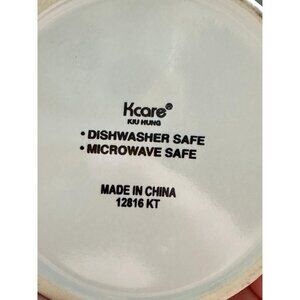 Kcare®
KIU HUNG
• DISHWASHER SAFE
• MICROWAVE SAFE
MADE IN CHINA
12816 KT